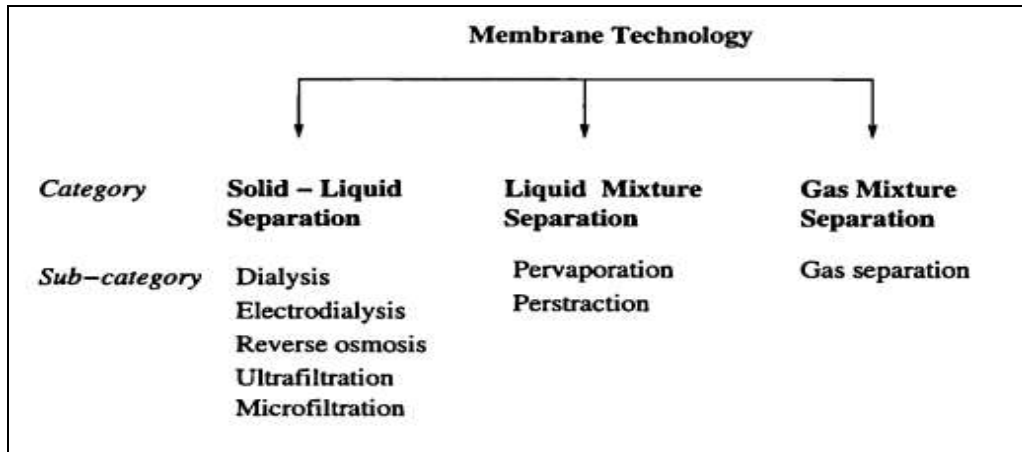 Membrane Technology
Category
Solid – Liquid
Separation
Liquid Mixture
Separation
Gas Mixture
Separation
Sub–category
Dialysis
Electrodialysis
Reverse osmosis
Ultrafiltration
Microfiltration
Pervaporation
Perstraction
Gas separation